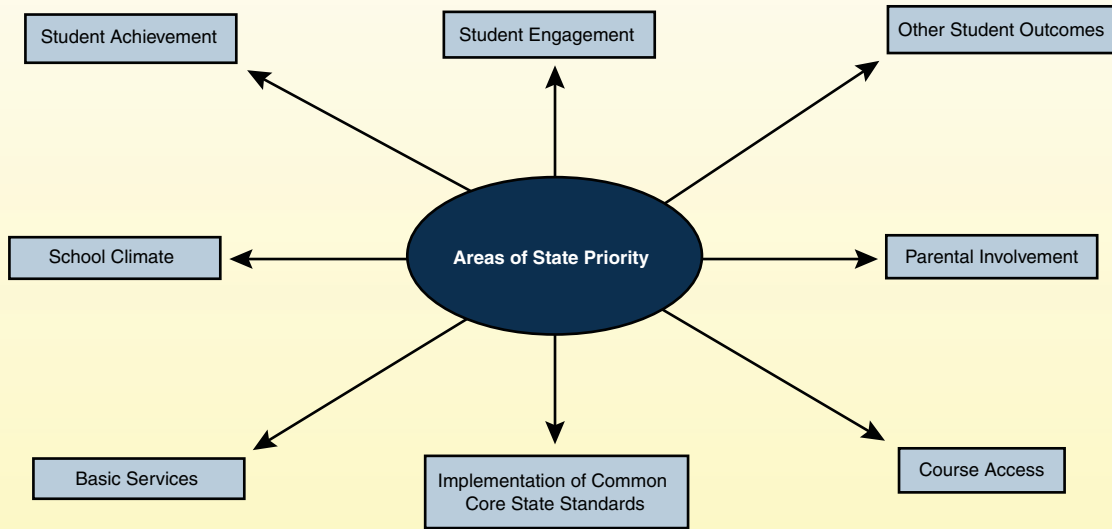 Student Achievement
Student Engagement
Other Student Outcomes
School Climate
Areas of State Priority
Parental Involvement
Basic Services
Implementation of Common
Core State Standards
Course Access